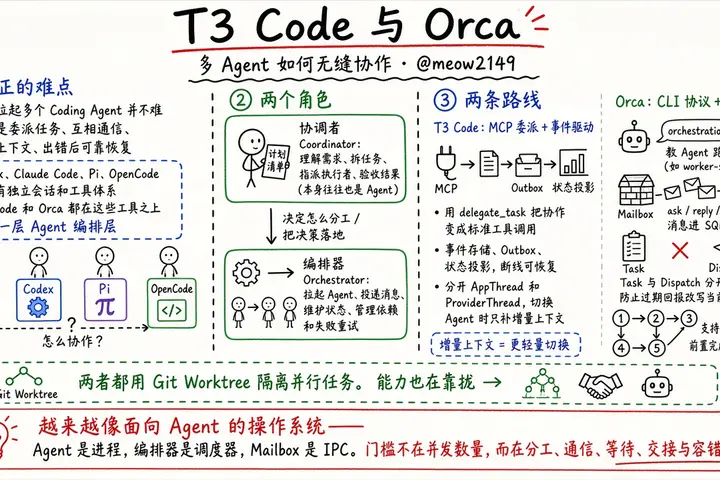 T3 Code 与 Orca
多 Agent 如何无缝协作 · @meow2149
正的难点
拉起多个 Coding Agent 并不难
是委派任务、互相通信、
上下文、出错后可靠恢复
x、Claude Code、Pi、OpenCode
有独立会话和工具体系
ode 和 Orca 都在这些工具之上
一层 Agent 编排层
Codex
Pi
π
OpenCode
</>
?
怎么协作?
② 两个角色
计划
清单
协调者
Coordinator:
理解需求、拆任务、
指派执行者、验收结果
(本身往往也是 Agent)
决定怎么分工 /
把决策落地
编排器
Orchestrator:
拉起 Agent、投递消息、
维护状态、管理依赖
和失败重试
③ 两条路线
T3 Code: MCP 委派 + 事件驱动
MCP
Outbox
状态投影
• 用 delegate_task 把协作
变成标准工具调用
• 事件存储、Outbox、
状态投影,断线可恢复
• 分开 AppThread 和
ProviderThread,切换
Agent 时只补增量上下文
增量上下文 = 更轻量切换
Orca: CLI 协议 +
orchestration
教 Agent 路
(如 worker-s
Mailbox
ask / reply /
消息进 SQ
Task
Dis
Task 与 Dispatch 分开
防止过期回报改写当前
① → ② → ③
④ → ⑤
支持
前置完成
Git Worktree
两者都用 Git Worktree 隔离并行任务。能力也在靠拢 →
越来越像面向 Agent 的操作系统——
Agent 是进程,编排器是调度器,Mailbox 是 IPC。门槛不在并发数量,而在分工、通信、等待、交接与容错